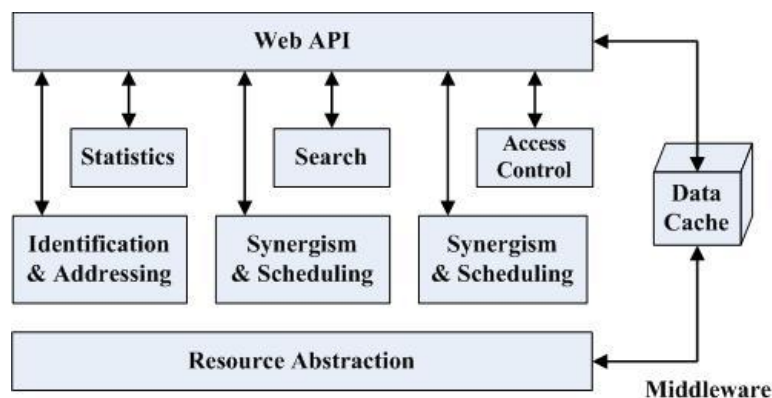 Web API
Statistics
Search
Access
Control
Data
Cache
Identification
& Addressing
Synergism
& Scheduling
Synergism
& Scheduling
Resource Abstraction
Middleware